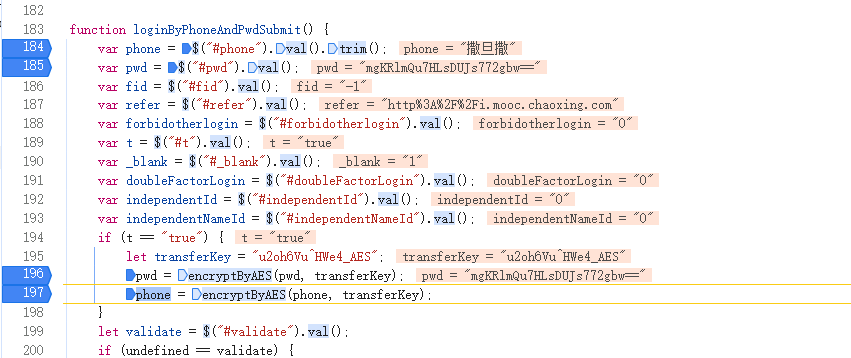 182
183 function loginByPhoneAndPwdSubmit() {
184 var phone = $("#phone").val().trim(); phone = "撒旦撒"
185 var pwd = $("#pwd").val(); pwd = "mgKRlmQu7HLsDUJs772gbw=="
186 var fid = $("#fid").val(); fid = "-1"
187 var refer = $("#refer").val(); refer = "http%3A%2F%2Fi.mooc.chaoxing.com"
188 var forbidotherlogin = $("#forbidotherlogin").val(); forbidotherlogin = "0"
189 var t = $("#t").val(); t = "true"
190 var _blank = $("#_blank").val(); _blank = "1"
191 var doubleFactorLogin = $("#doubleFactorLogin").val(); doubleFactorLogin = "0"
192 var independentId = $("#independentId").val(); independentId = "0"
193 var independentNameId = $("#independentNameId").val(); independentNameId = "0"
194 if (t == "true") { t = "true"
195 let transferKey = "u2oh6Vu^HWe4_AES"; transferKey = "u2oh6Vu^HWe4_AES"
196 pwd = encryptByAES(pwd, transferKey); pwd = "mgKRlmQu7HLsDUJs772gbw=="
197 phone = encryptByAES(phone, transferKey);
198 }
199 let validate = $("#validate").val();
200 if (undefined == validate) {